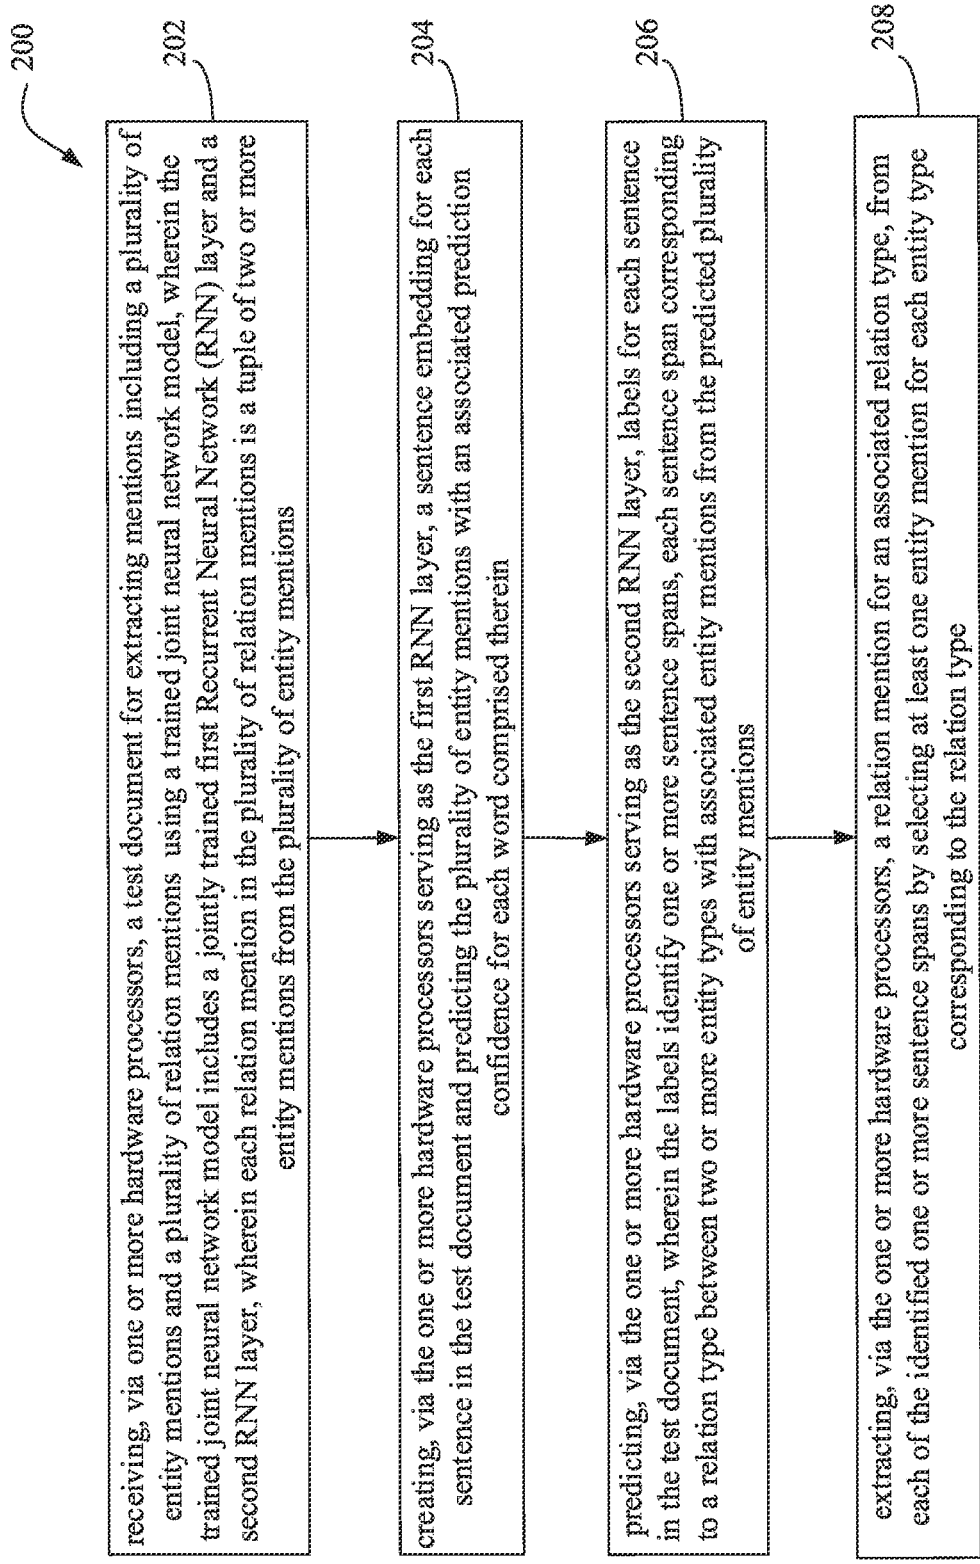 200
receiving, via one or more hardware processors, a test document for extracting mentions including a plurality of
entity mentions and a plurality of relation mentions using a trained joint neural network model, wherein the
trained joint neural network model includes a jointly trained first Recurrent Neural Network (RNN) layer and a
second RNN layer, wherein each relation mention in the plurality of relation mentions is a tuple of two or more
entity mentions from the plurality of entity mentions
202
creating, via the one or more hardware processors serving as the first RNN layer, a sentence embedding for each
sentence in the test document and predicting the plurality of entity mentions with an associated prediction
confidence for each word comprised therein
204
predicting, via the one or more hardware processors serving as the second RNN layer, labels for each sentence
in the test document, wherein the labels identify one or more sentence spans, each sentence span corresponding
to a relation type between two or more entity types with associated entity mentions from the predicted plurality
of entity mentions
206
extracting, via the one or more hardware processors, a relation mention for an associated relation type, from
each of the identified one or more sentence spans by selecting at least one entity mention for each entity type
corresponding to the relation type
208